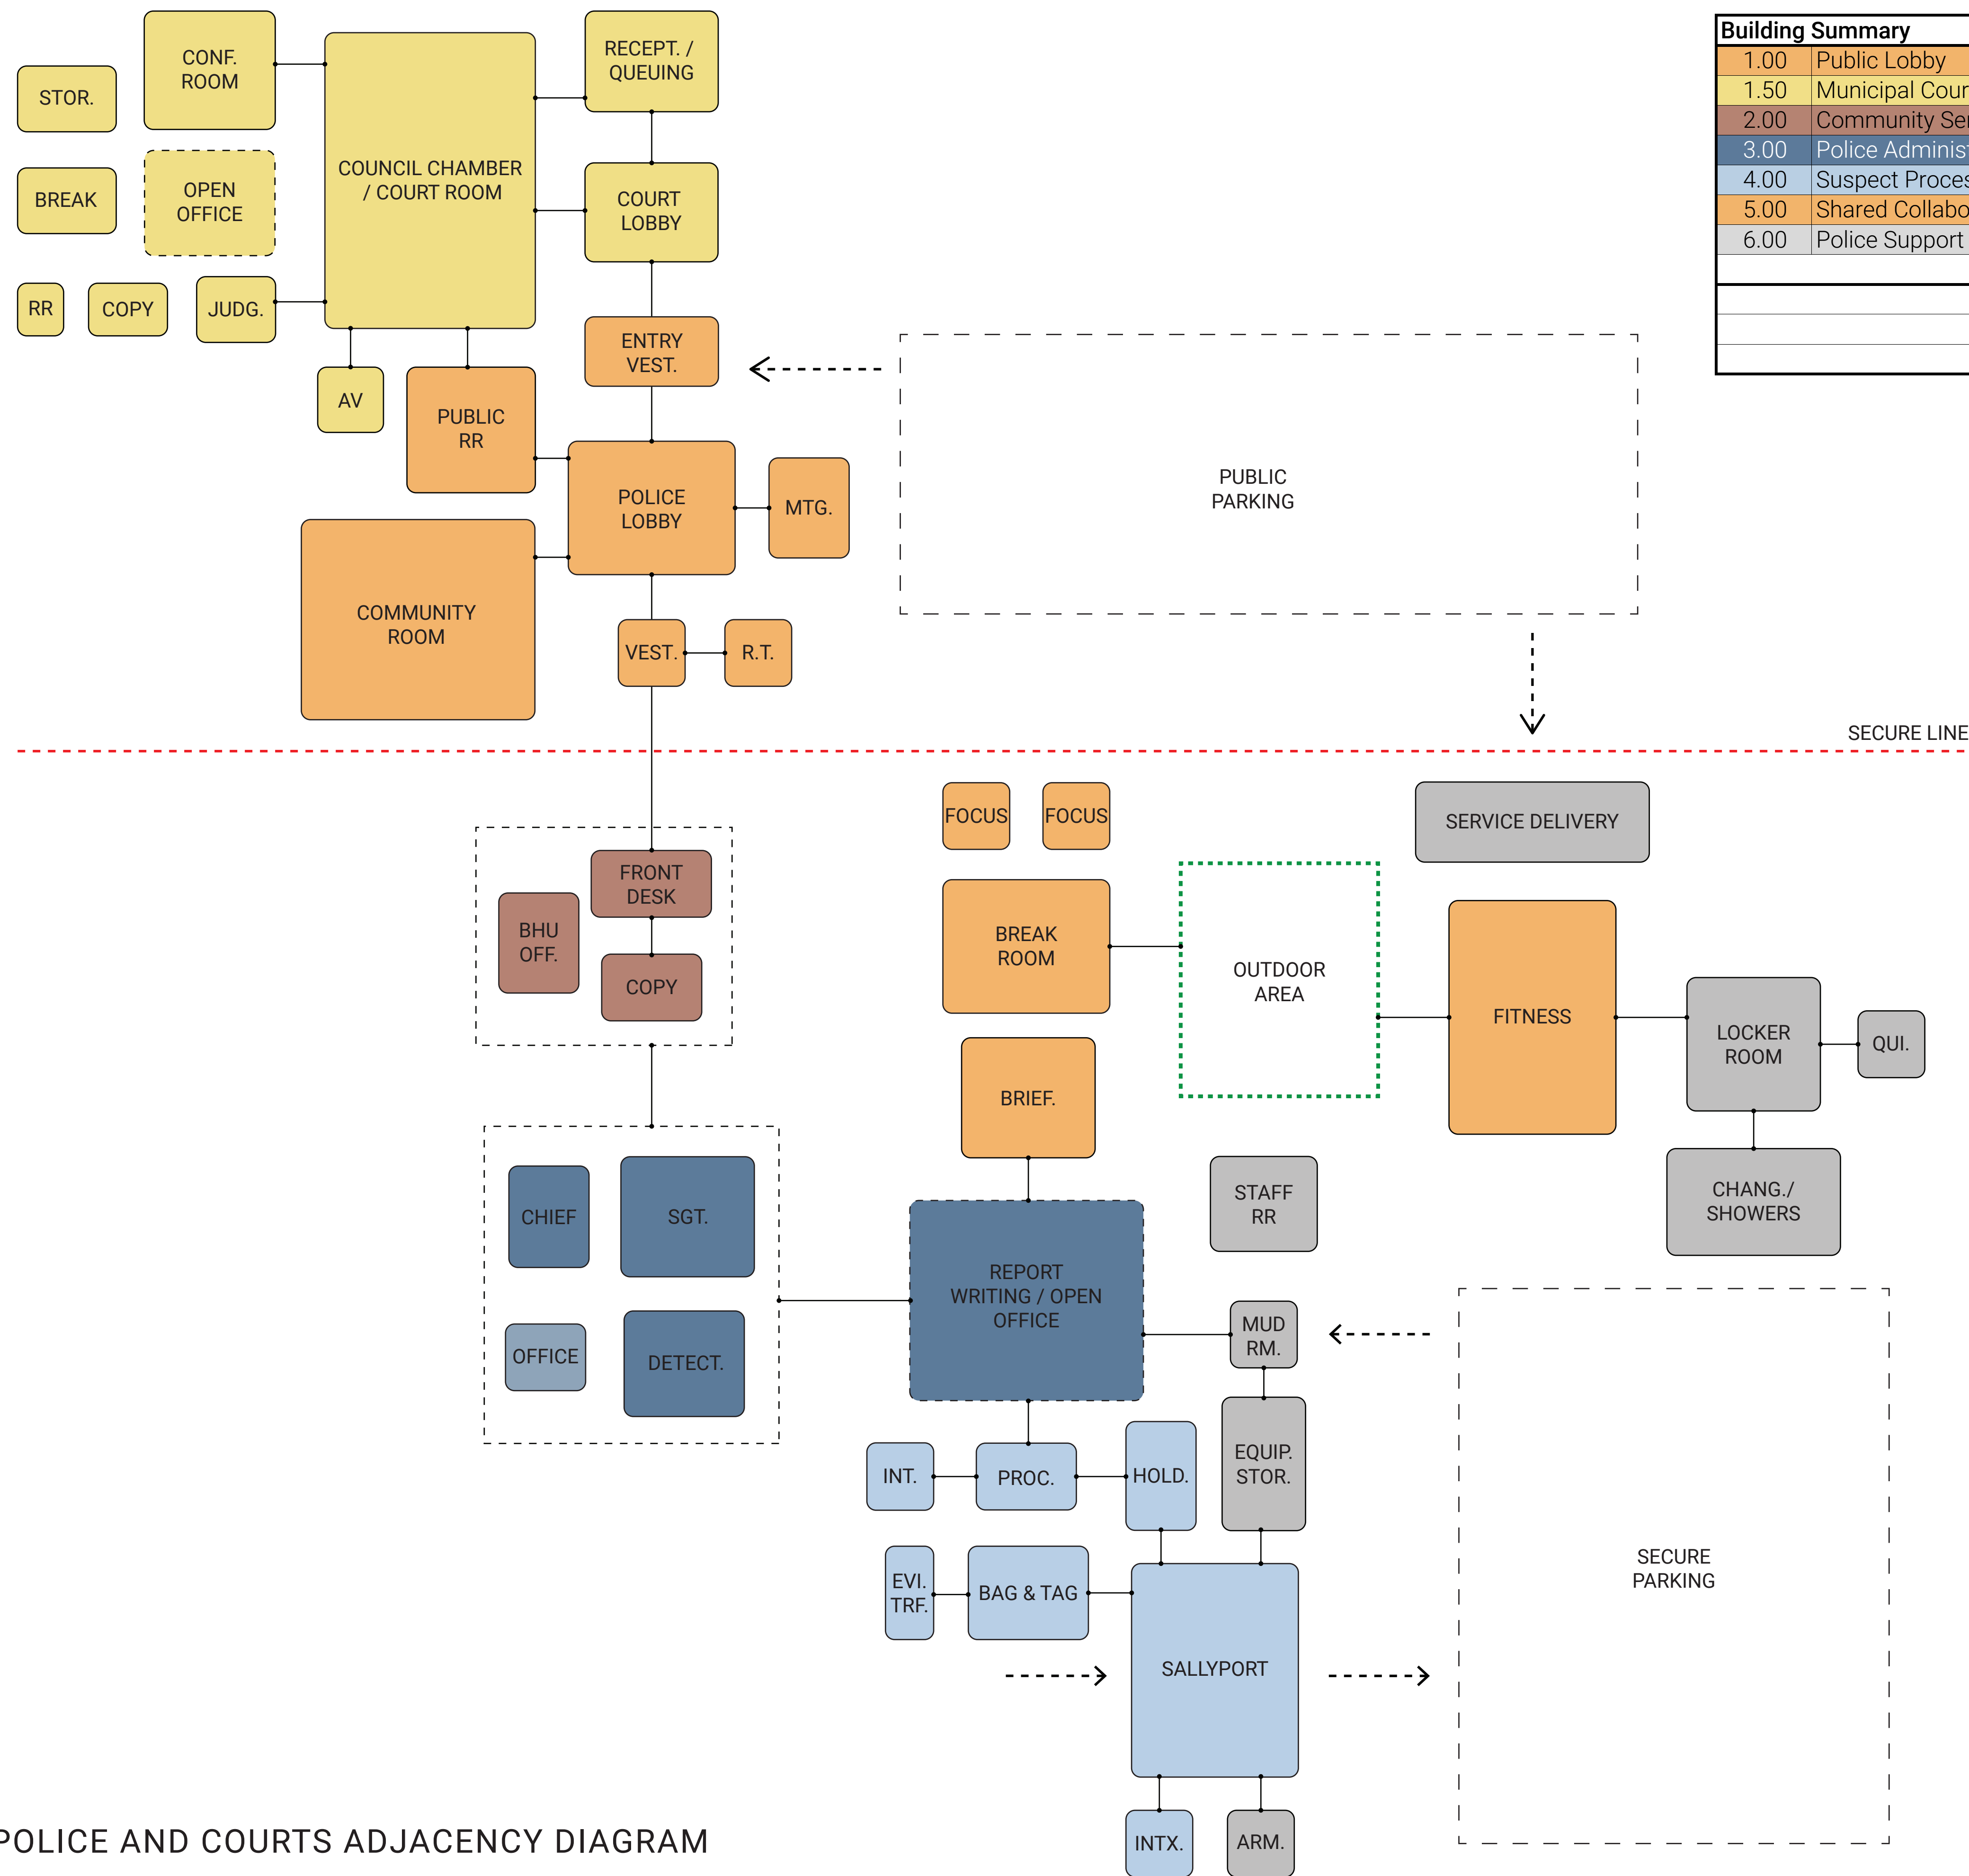 CONF.
ROOM
STOR.
BREAK
OPEN
OFFICE
RR
COPY
JUDG.
COUNCIL CHAMBER
/ COURT ROOM
RECEPT. /
QUEUING
COURT
LOBBY
AV
PUBLIC
RR
ENTRY
VEST.
POLICE
LOBBY
MTG.
COMMUNITY
ROOM
VEST.
R.T.
PUBLIC
PARKING
Building Summary
1.00 Public Lobby
1.50 Municipal Cour
2.00 Community Ser
3.00 Police Adminis
4.00 Suspect Proces
5.00 Shared Collabo
6.00 Police Support
SECURE LINE
FOCUS
FOCUS
SERVICE DELIVERY
FRONT
DESK
BHU
OFF.
COPY
BREAK
ROOM
OUTDOOR
AREA
FITNESS
LOCKER
ROOM
QUI.
BRIEF.
CHANG./
SHOWERS
STAFF
RR
CHIEF
SGT.
OFFICE
DETECT.
REPORT
WRITING / OPEN
OFFICE
MUD
RM.
EQUIP.
STOR.
INT.
PROC.
HOLD.
EVI.
TRF.
BAG & TAG
SALLYPORT
SECURE
PARKING
INTX.
ARM.
POLICE AND COURTS ADJACENCY DIAGRAM